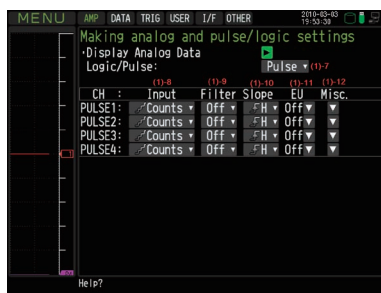 MENU AMP DATA TRIG USER I/F OTHER 2010-03-03 19:53:30
Making analog and pulse/logic settings
・Display Analog Data
Logic/Pulse: Pulse (1)-7
(1)-8 (1)-9 (1)-10 (1)-11 (1)-12
CH : Input Filter Slope EU Misc.
PULSE1: Counts Off H Off
PULSE2: Counts Off H Off
PULSE3: Counts Off H Off
PULSE4: Counts Off H Off
Help?